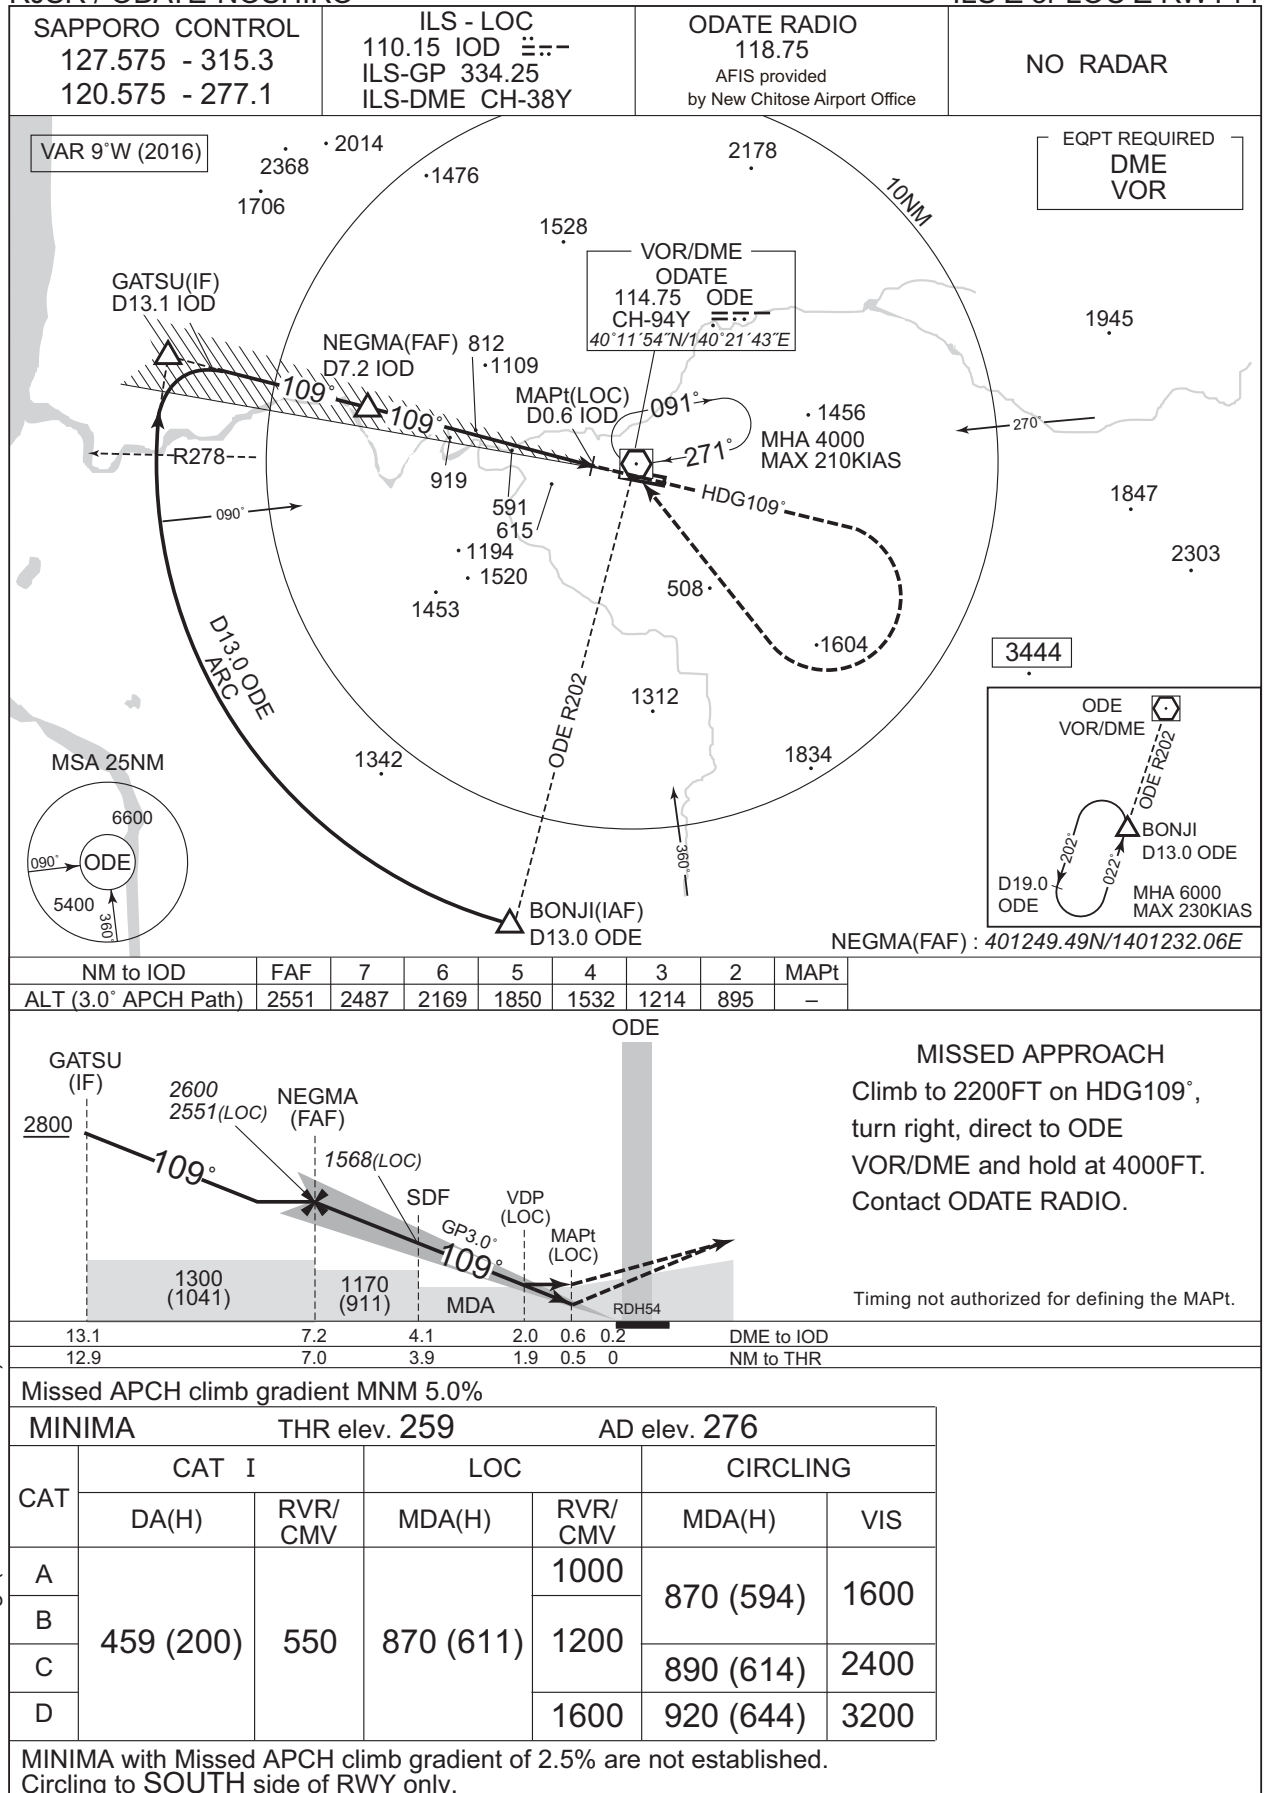 SAPPORO CONTROL
127.575 - 315.3
120.575 - 277.1
ILS - LOC
110.15 IOD
ILS-GP 334.25
ILS-DME CH-38Y
ODATE RADIO
118.75
AFIS provided
by New Chitose Airport Office
NO RADAR
VAR 9°W (2016)
EQPT REQUIRED
DME
VOR
2014
2368
1706
1476
2178
10NM
1528
VOR/DME
ODATE
114.75 ODE
CH-94Y
40°11´54˝N/140°21´43˝E
GATSU(IF)
D13.1 IOD
NEGMA(FAF)
D7.2 IOD
812
1109
1945
MAPt(LOC)
D0.6 IOD
109°
109°
091°
271°
1456
MHA 4000
MAX 210KIAS
270°
R278
919
591
615
HDG109°
1847
090°
1194
1520
1453
508
2303
1604
3444
D13.0 ODE
ARC
ODE R202
1312
1342
1834
360°
MSA 25NM
6600
090°
ODE
5400
360°
BONJI(IAF)
D13.0 ODE
ODE
VOR/DME
ODE R202
BONJI
D13.0 ODE
202°
022°
D19.0
ODE
MHA 6000
MAX 230KIAS
NEGMA(FAF) : 401249.49N/1401232.06E
NM to IOD FAF 7 6 5 4 3 2 MAPt
ALT (3.0° APCH Path) 2551 2487 2169 1850 1532 1214 895 –
ODE
GATSU
(IF)
2800
2600
2551(LOC)
NEGMA
(FAF)
109°
1568(LOC)
SDF
VDP
(LOC)
MAPt
(LOC)
GP3.0°
109°
1300
(1041)
1170
(911)
MDA
RDH54
MISSED APPROACH
Climb to 2200FT on HDG109°,
turn right, direct to ODE
VOR/DME and hold at 4000FT.
Contact ODATE RADIO.
Timing not authorized for defining the MAPt.
13.1 7.2 4.1 2.0 0.6 0.2 DME to IOD
12.9 7.0 3.9 1.9 0.5 0 NM to THR
Missed APCH climb gradient MNM 5.0%
MINIMA THR elev. 259 AD elev. 276
CAT CAT I LOC CIRCLING
DA(H) RVR/CMV MDA(H) RVR/CMV MDA(H) VIS
A 459 (200) 550 870 (611) 1000 870 (594) 1600
B 1200
C 890 (614) 2400
D 1600 920 (644) 3200
MINIMA with Missed APCH climb gradient of 2.5% are not established.
Circling to SOUTH side of RWY only.